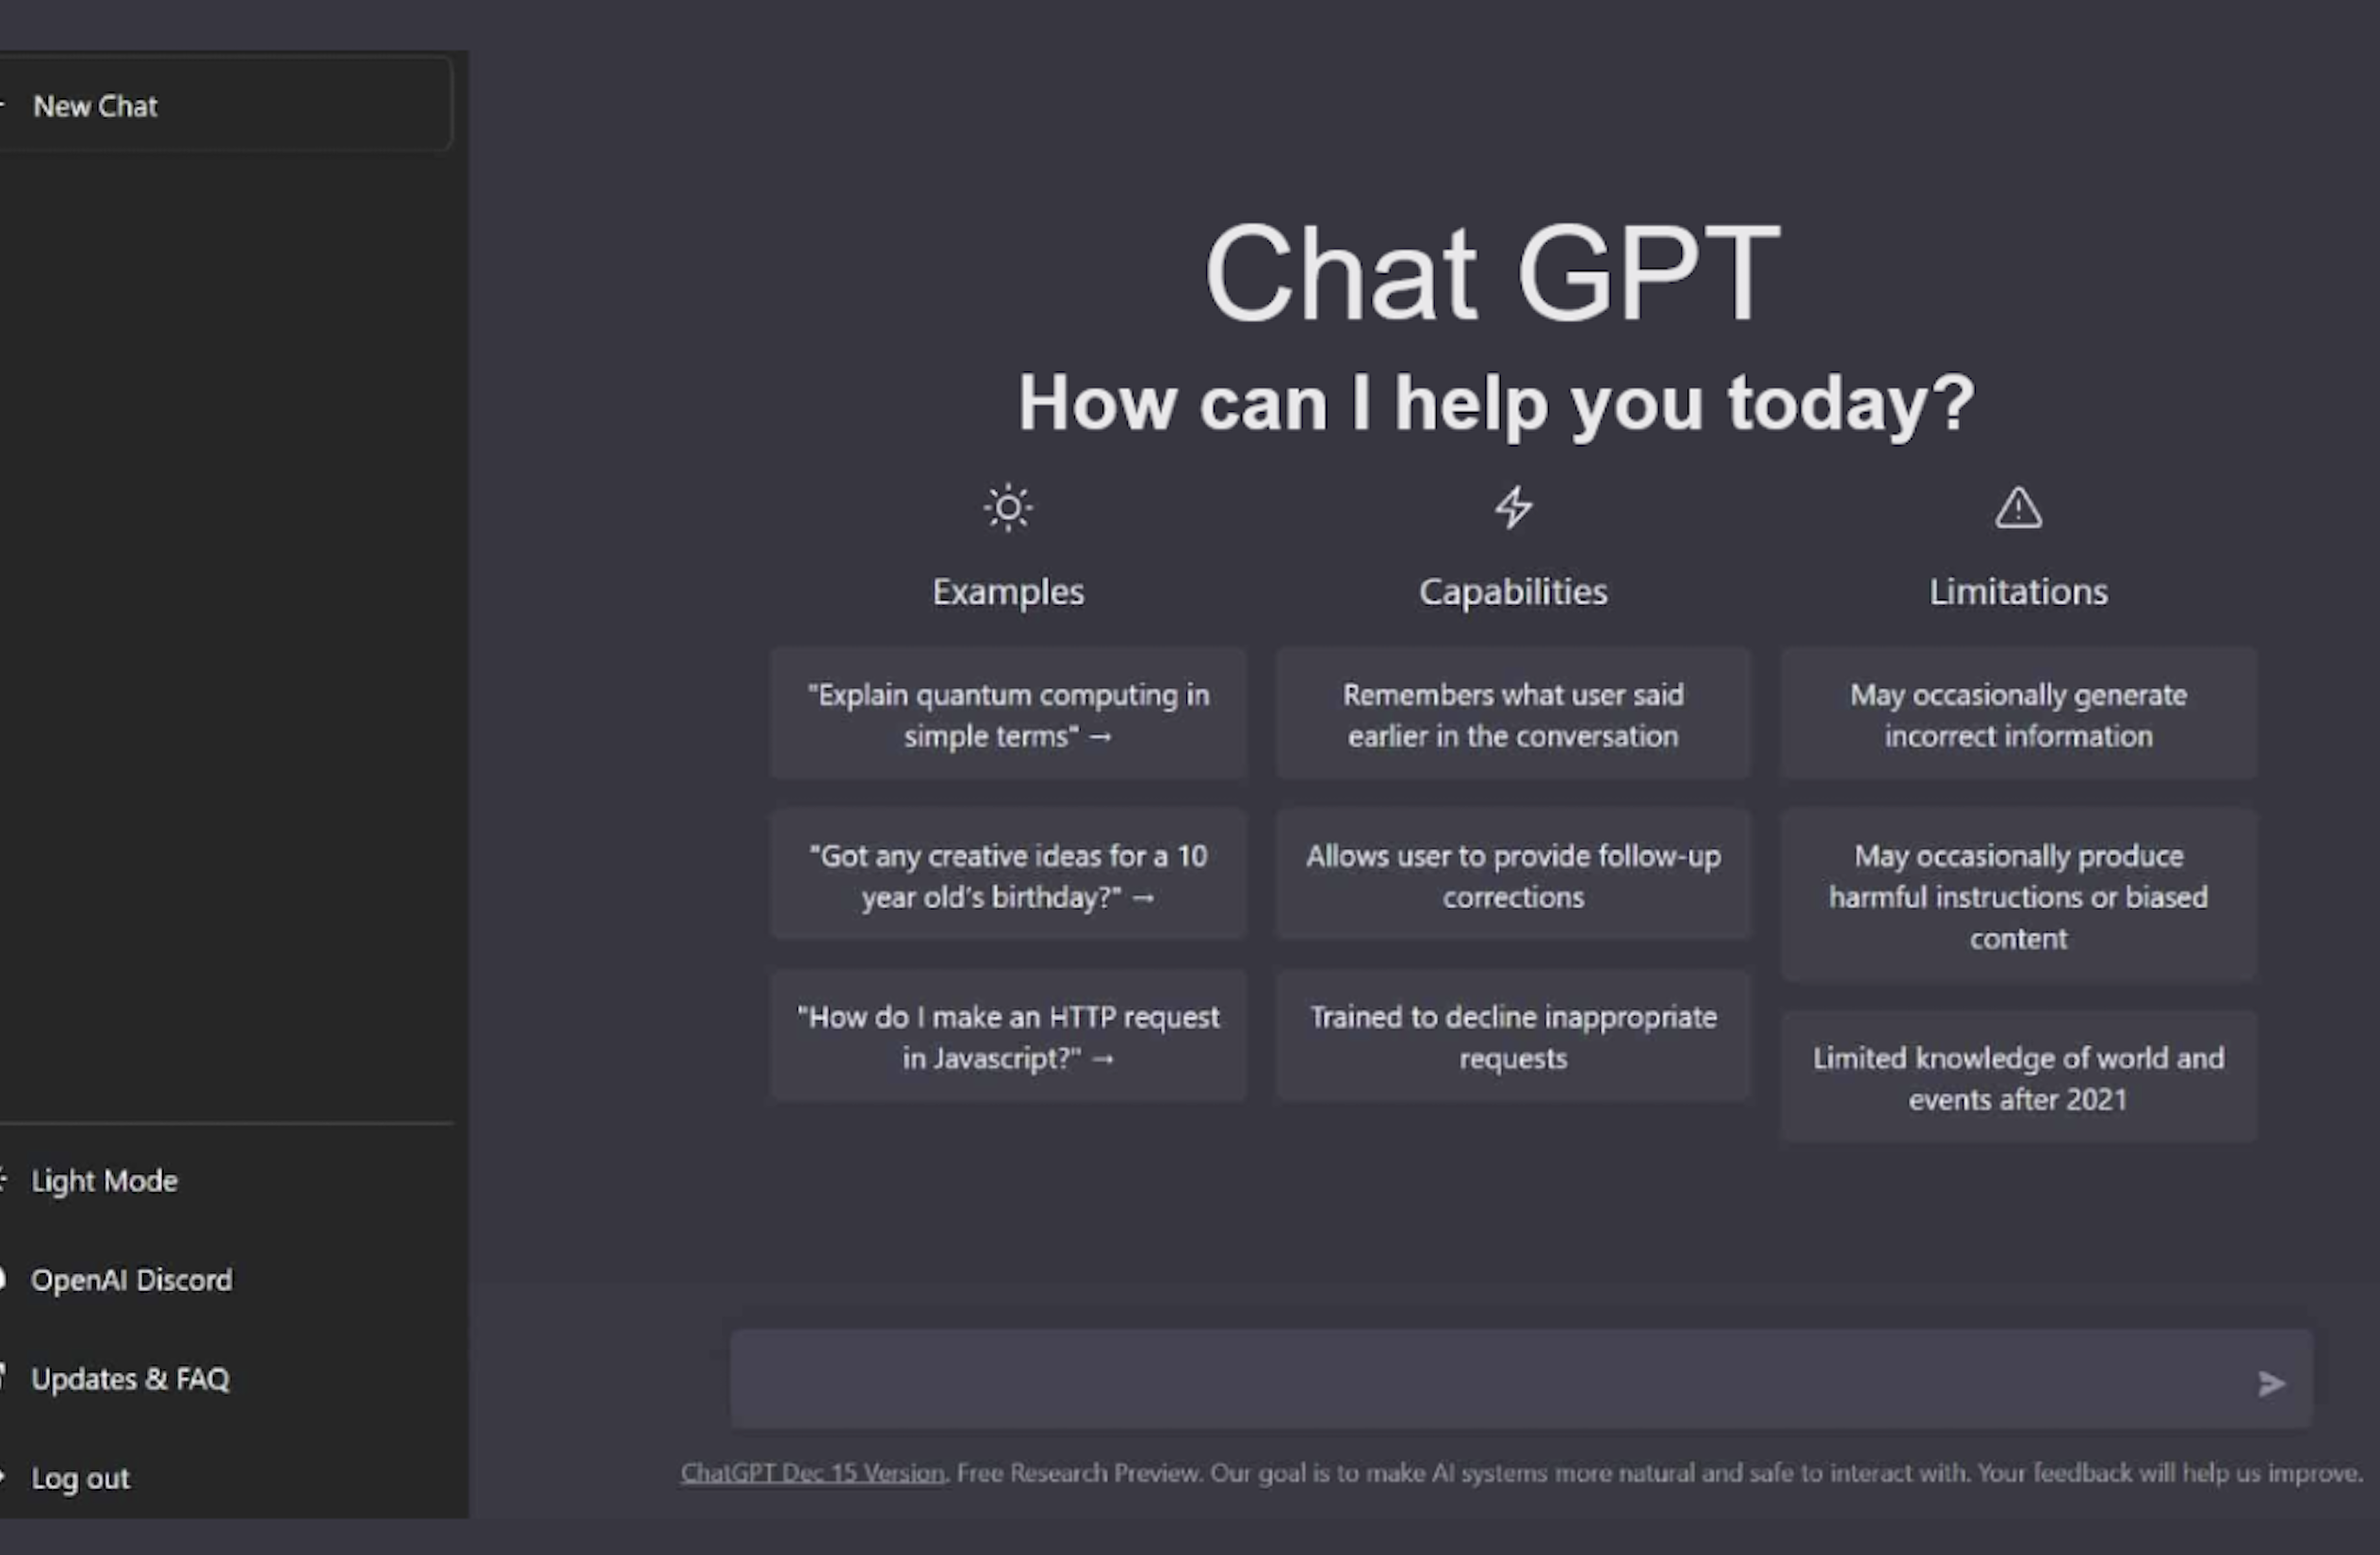 New Chat
Light Mode
OpenAI Discord
Updates & FAQ
Log out
Chat GPT
How can I help you today?
Examples
"Explain quantum computing in
simple terms" →
"Got any creative ideas for a 10
year old's birthday?" →
"How do I make an HTTP request
in Javascript?" →
Capabilities
Remembers what user said
earlier in the conversation
Allows user to provide follow-up
corrections
Trained to decline inappropriate
requests
Limitations
May occasionally generate
incorrect information
May occasionally produce
harmful instructions or biased
content
Limited knowledge of world and
events after 2021
ChatGPT Dec 15 Version. Free Research Preview. Our goal is to make AI systems more natural and safe to interact with. Your feedback will help us improve.